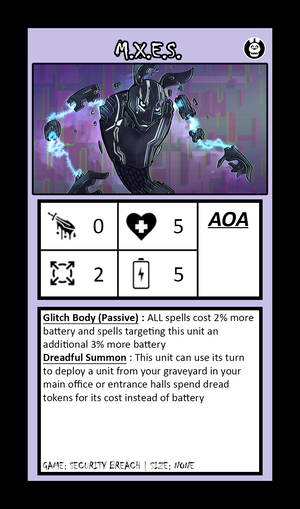 M.X.E.S.
0
5
AOA
2
5
Glitch Body (Passive) : ALL spells cost 2% more
battery and spells targeting this unit an
additional 3% more battery
Dreadful Summon : This unit can use its turn
to deploy a unit from your graveyard in your
main office or entrance halls spend dread
tokens for its cost instead of battery
GAME: SECURITY BREACH | SIZE: NONE